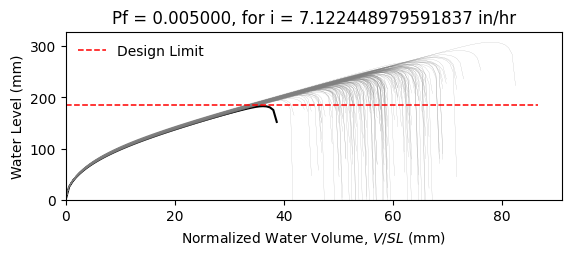 Pf = 0.005000, for i = 7.122448979591837 in/hr
Water Level (mm)
300
200
100
0
Design Limit
0 20 40 60 80
Normalized Water Volume, V/SL (mm)